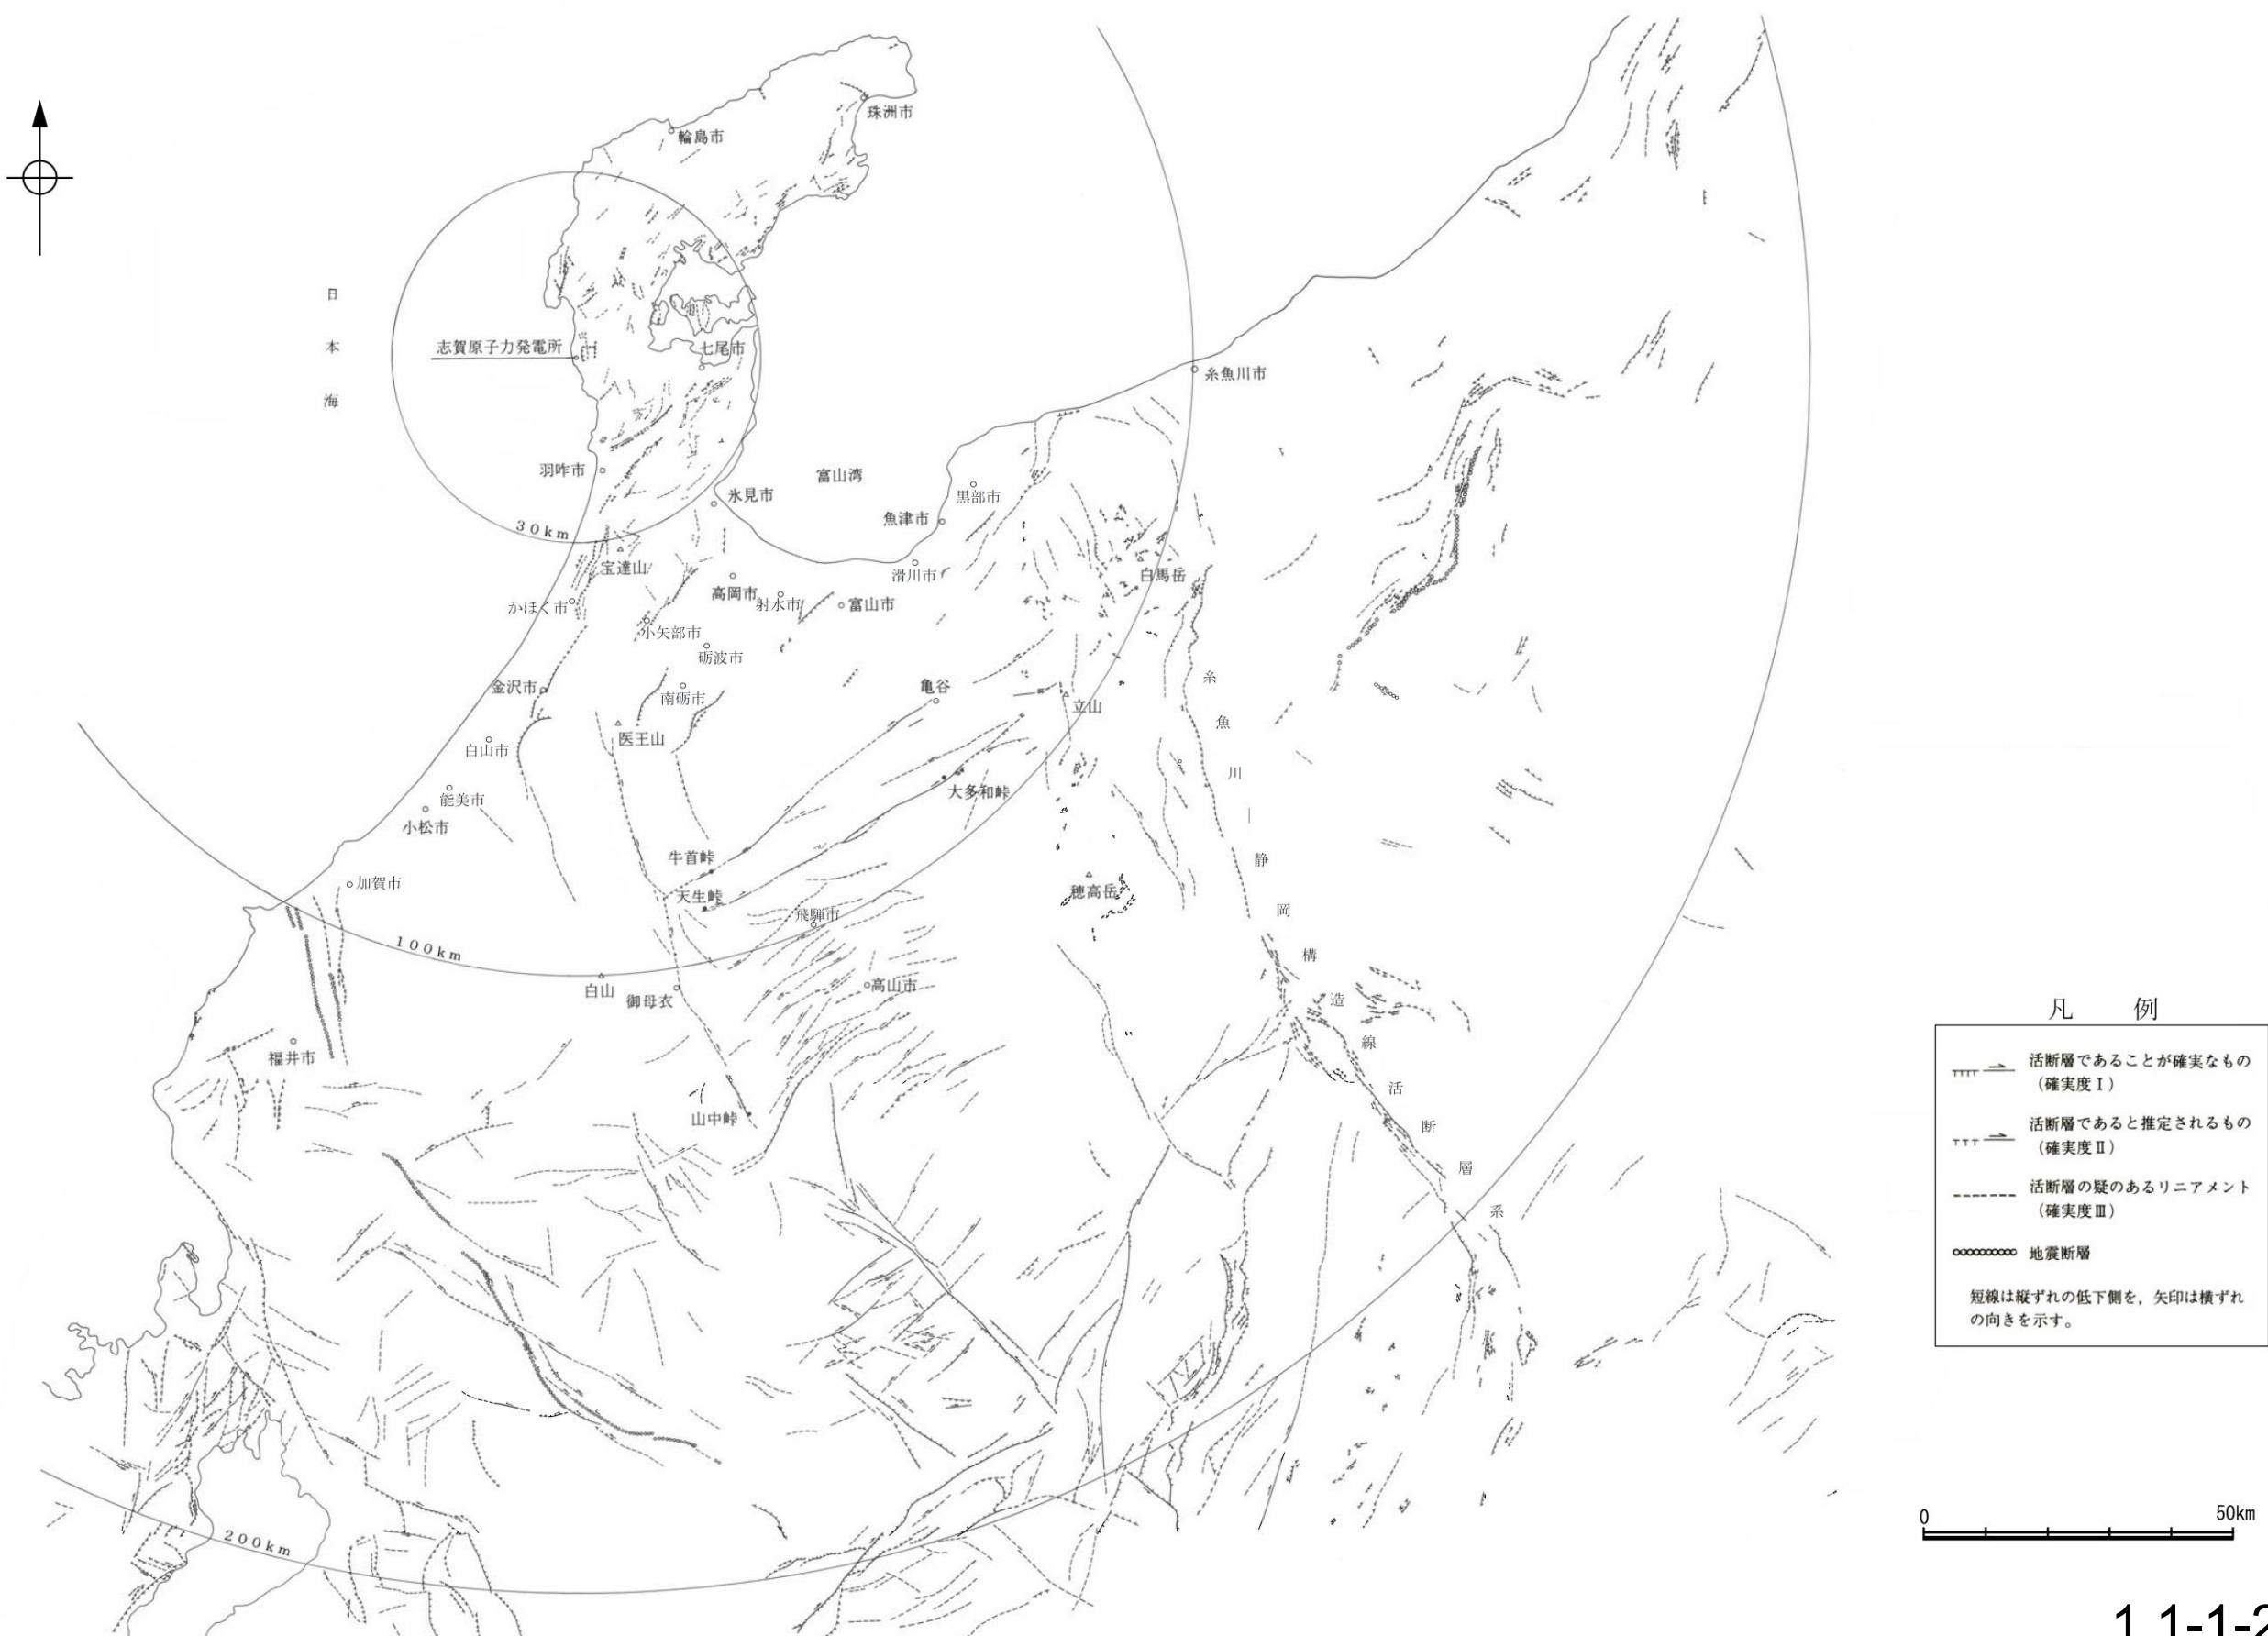 珠洲市
輪島市
日本海
志賀原子力発電所
七尾市
糸魚川市
羽咋市
富山湾
氷見市
黒部市
魚津市
30km
宝達山
滑川市
白馬岳
かほく市
高岡市
射水市
富山市
小矢部市
砺波市
金沢市
南砺市
亀谷
立山
医王山
白山市
大多和峠
能美市
小松市
牛首峠
加賀市
天生峠
穂高岳
飛騨市
100km
白山
御母衣
高山市
福井市
山中峠
糸魚川―静岡構造線活断層系
200km
凡 例
活断層であることが確実なもの
(確実度Ⅰ)
活断層であると推定されるもの
(確実度Ⅱ)
活断層の疑のあるリニアメント
(確実度Ⅲ)
地震断層
短線は縦ずれの低下側を,矢印は横ずれ
の向きを示す。
0 50km
1.1-1-2